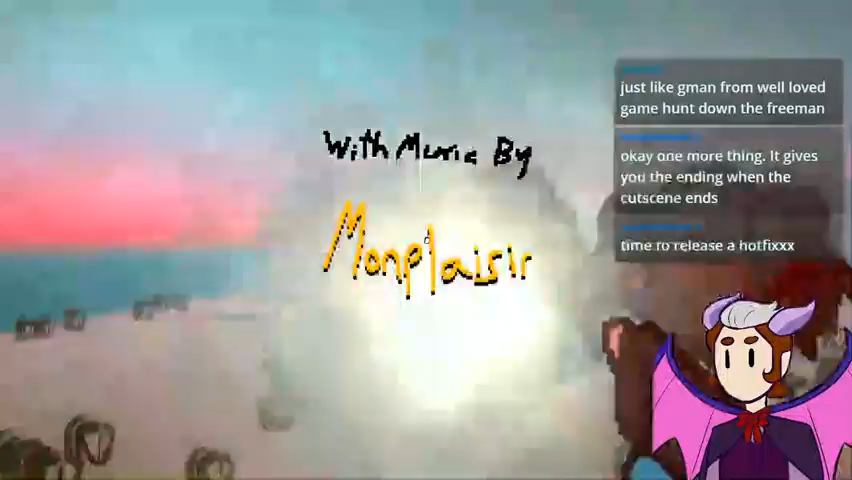 With Music By
Monplaisir
just like gman from well loved
game hunt down the freeman
okay one more thing. It gives
you the ending when the
cutscene ends
time to release a hotfixxx